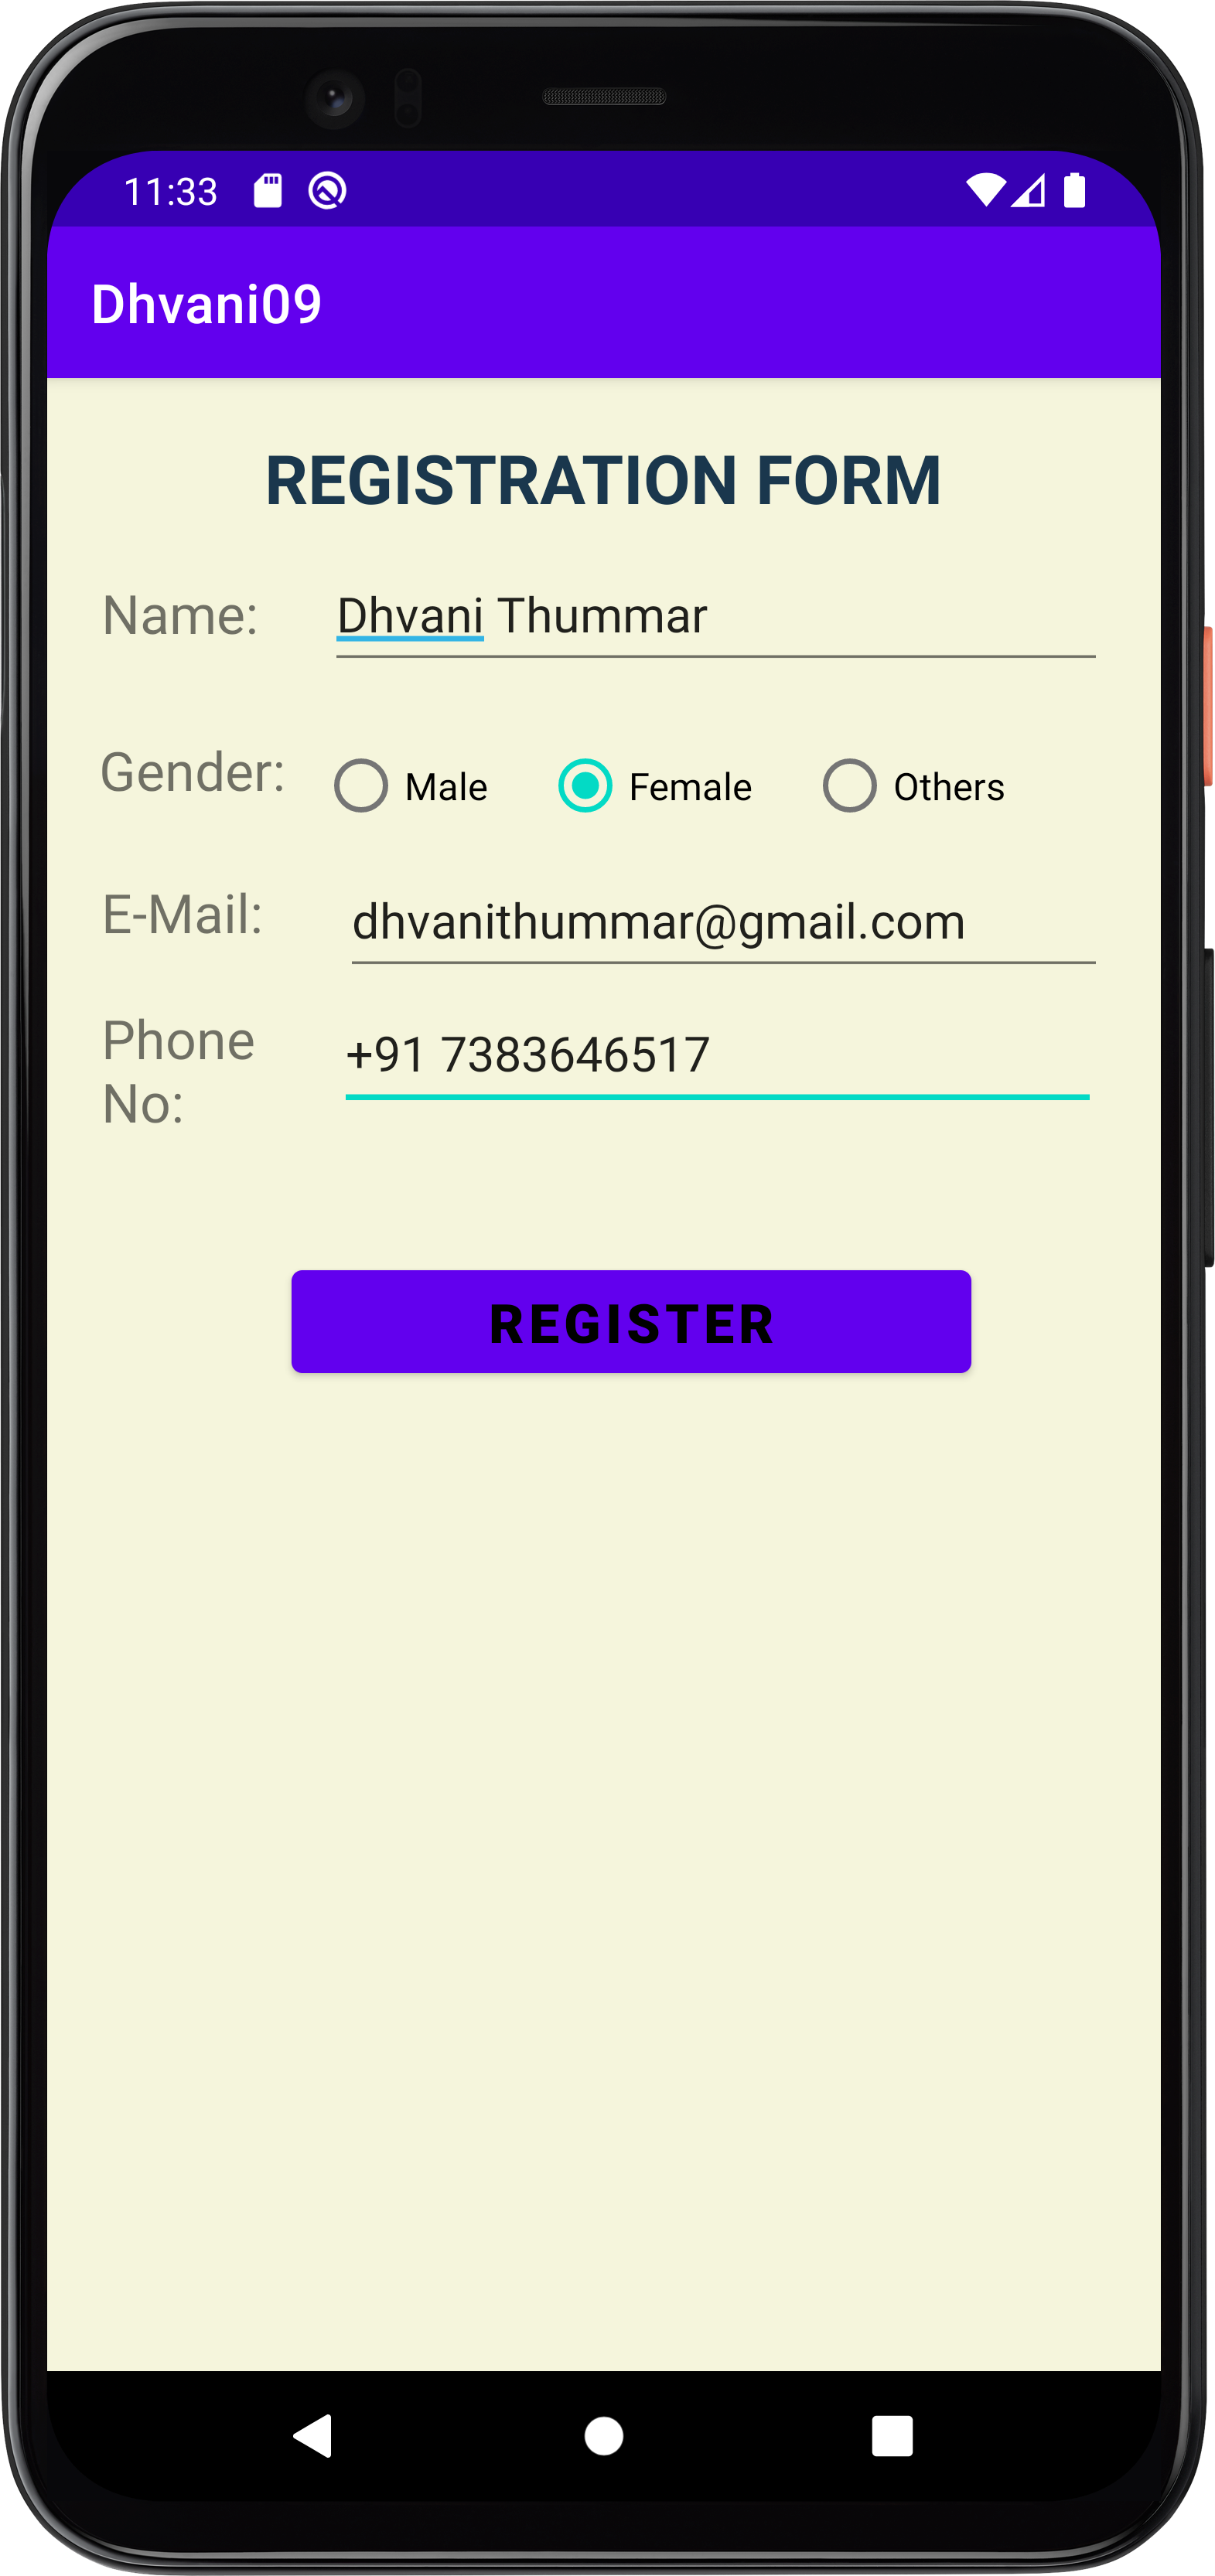 11:33
Dhvani09
REGISTRATION FORM
Name: Dhvani Thummar
Gender: Male Female Others
E-Mail: dhvanithummar@gmail.com
Phone No: +91 7383646517
REGISTER